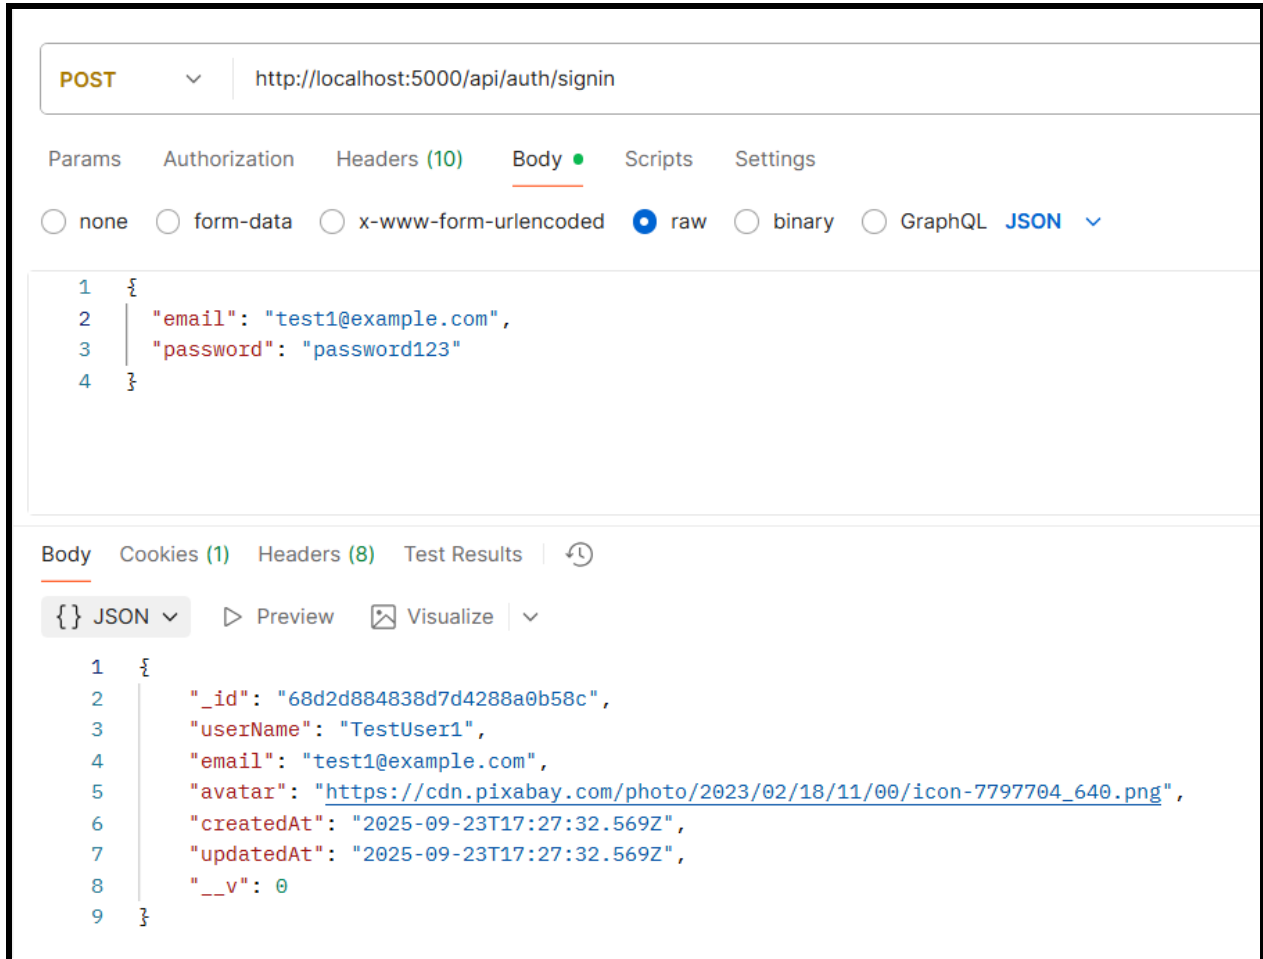 POST http://localhost:5000/api/auth/signin
Params Authorization Headers (10) Body Scripts Settings
none form-data x-www-form-urlencoded raw binary GraphQL JSON
1 {
2 "email": "test1@example.com",
3 "password": "password123"
4 }
Body Cookies (1) Headers (8) Test Results
{} JSON Preview Visualize
1 {
2 "_id": "68d2d884838d7d4288a0b58c",
3 "userName": "TestUser1",
4 "email": "test1@example.com",
5 "avatar": "https://cdn.pixabay.com/photo/2023/02/18/11/00/icon-7797704_640.png",
6 "createdAt": "2025-09-23T17:27:32.569Z",
7 "updatedAt": "2025-09-23T17:27:32.569Z",
8 "__v": 0
9 }